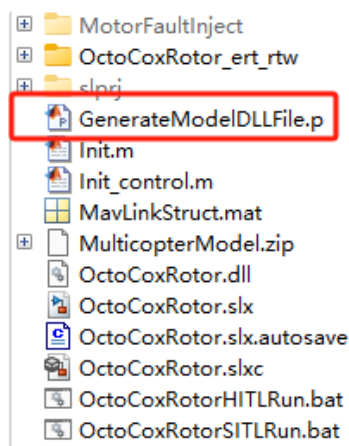 MotorFaultInject
OctoCoxRotor_ert_rtw
slprj
GenerateModelDLLFile.p
Init.m
Init_control.m
MavLinkStruct.mat
MulticopterModel.zip
OctoCoxRotor.dll
OctoCoxRotor.slx
OctoCoxRotor.slx.autosave
OctoCoxRotor.slxc
OctoCoxRotorHITLRun.bat
OctoCoxRotorSITLRun.bat